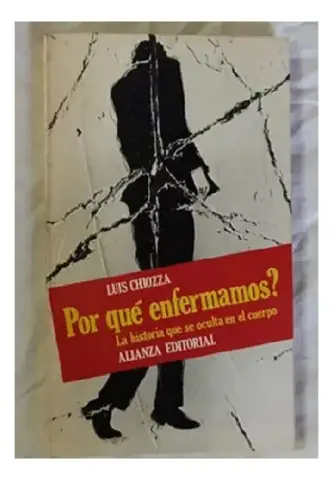 LUIS CHIOZZA
Por qué enfermamos?
La historia que se oculta en el cuerpo
ALIANZA EDITORIAL